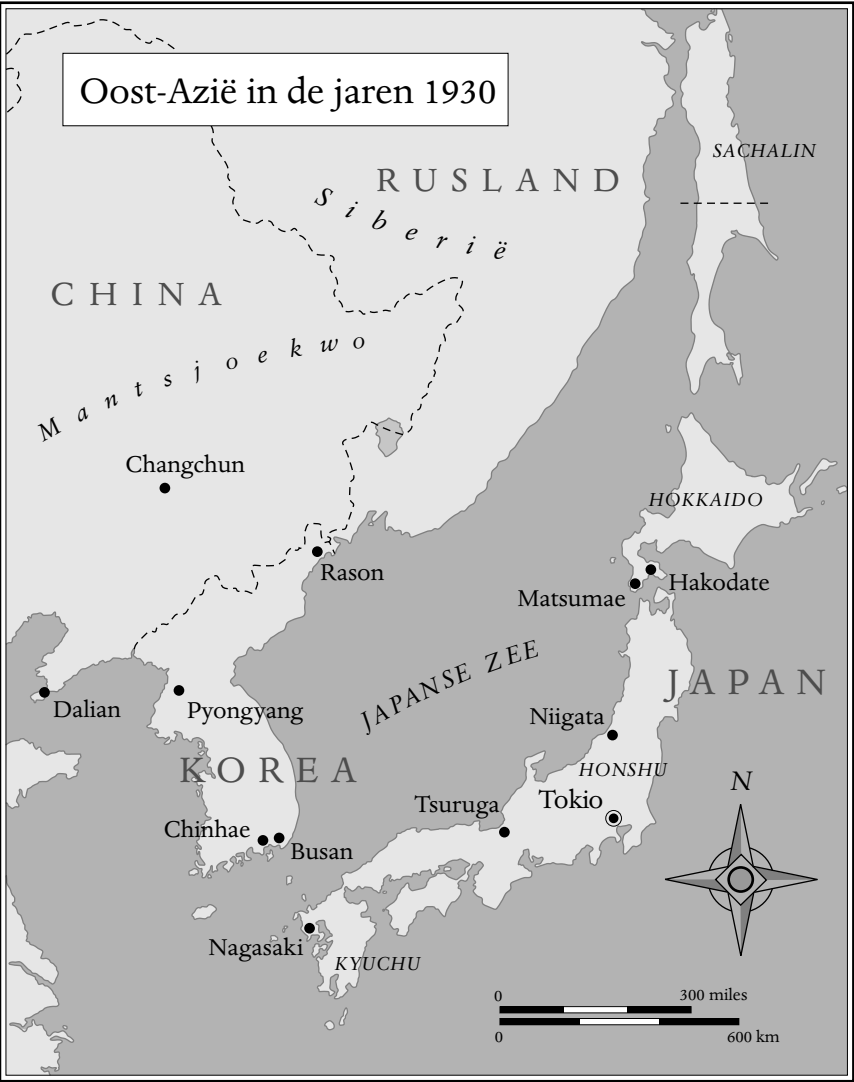 Oost-Azië in de jaren 1930
SACHALIN
RUSLAND
Siberië
CHINA
Mantsjoekwo
Changchun
HOKKAIDO
Rason
Hakodate
Matsumae
JAPANSE ZEE
JAPAN
Dalian
Pyongyang
Niigata
KOREA
HONSHU
N
Tokio
Tsuruga
Chinhae
Busan
Nagasaki
KYUCHU
0 300 miles
0 600 km